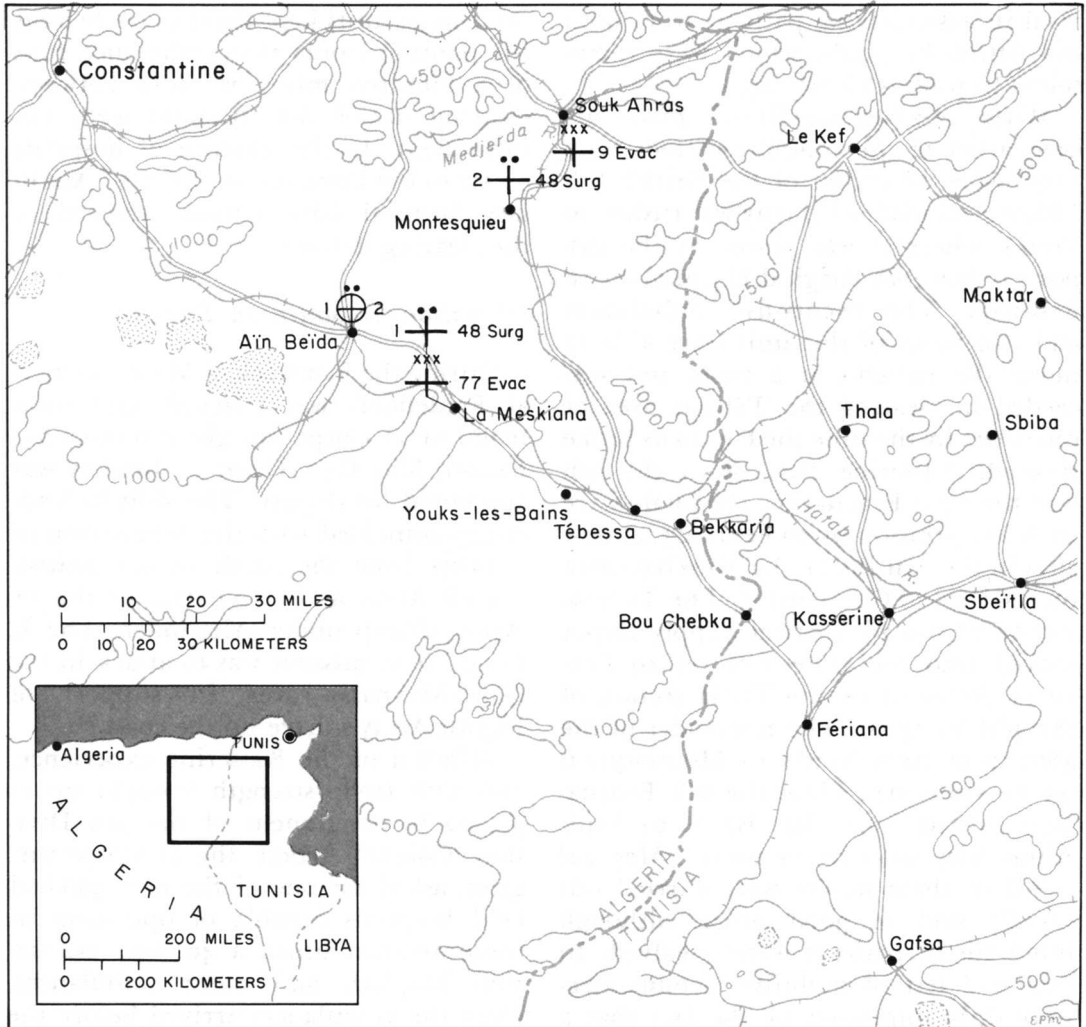 Constantine
500
Souk Ahras
xxx
Medjerda R.
9 Evac
Le Kef
2 48 Surg
500
Montesquieu
1000
500
Maktar
1 2
1 48 Surg
Aïn Beïda
xxx
77 Evac
La Meskiana
1000
Thala
Sbiba
1000
Youks-les-Bains
Tébessa
Bekkaria
Hatab R.
Sbeïtla
0 10 20 30 MILES
Bou Chebka
Kasserine
0 10 20 30 KILOMETERS
1000
Fériana
TUNIS
Algeria
500
500
ALGERIA
TUNISIA
ALGERIA
TUNISIA
0 200 MILES
LIBYA
Gafsa
0 200 KILOMETERS
500
EPM